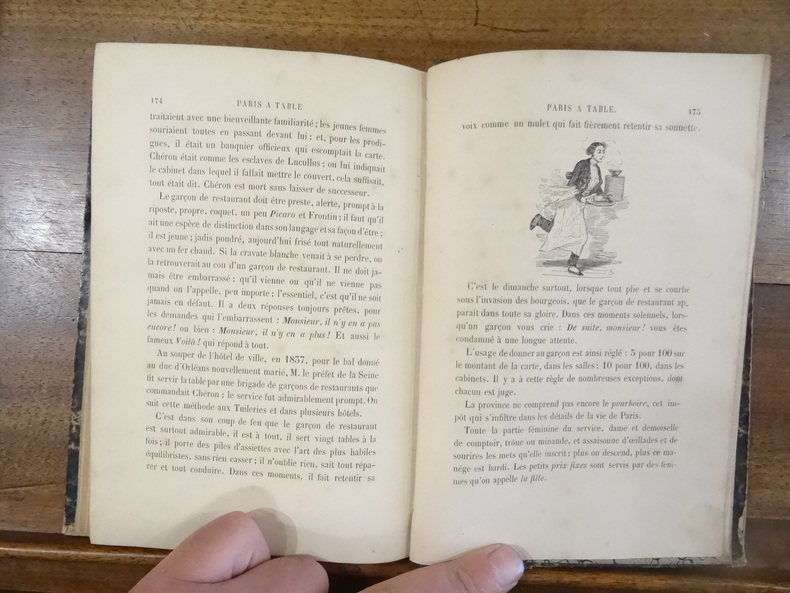 174
PARIS A TABLE.
traitaient avec une bienveillante familiarité; les jeunes femmes
souriaient toutes en passant devant lui; et, pour les prodi-
gues, il était un banquier officieux qui escomptait la carte.
Chéron était comme les esclaves de Lucullus; on lui indiquait
le cabinet dans lequel il fallait mettre le couvert, cela suffisait,
tout était dit. Chéron est mort sans laisser de successeur.
Le garçon de restaurant doit être preste, alerte, prompt à la
riposte, propre, coquet, un peu Picaro et Frontin; il faut qu'il
ait une espèce de distinction dans son langage et sa façon d'être;
il est jeune; jadis poudré, aujourd'hui frisé tout naturellement
avec un fer chaud. Si la cravate blanche venait à se perdre, on
la retrouverait au cou d'un garçon de restaurant. Il ne doit ja-
mais être embarrassé: qu'il vienne ou qu'il ne vienne pas
quand on l'appelle, peu importe: l'essentiel, c'est qu'il ne soit
jamais en défaut. Il a deux réponses toujours prêtes, pour
les demandes qui l'embarrassent: Monsieur, il n'y en a pas
encore! ou bien: Monsieur, il n'y en a plus! Et aussi le
fameux Voilà! qui répond à tout.
Au souper de l'hôtel de ville, en 1837, pour le bal donné
au duc d'Orléans nouvellement marié, M. le préfet de la Seine
fit servir la table par une brigade de garçons de restaurants que
commandait Chéron; le service fut admirablement prompt. On
suit cette méthode aux Tuileries et dans plusieurs hôtels.
C'est dans son coup de feu que le garçon de restaurant
est surtout admirable, il est à tout, il sert vingt tables à la
fois; il porte des piles d'assiettes avec l'art des plus habiles
équilibristes, sans rien casser; il n'oublie rien, sait tout répa-
rer et tout conduire. Dans ces moments, il fait retentir sa
PARIS A TABLE.
175
voix comme un mulet qui fait fièrement retentir sa sonnette.
C'est le dimanche surtout, lorsque tout plie et se courbe
sous l'invasion des bourgeois, que le garçon de restaurant ap-
paraît dans toute sa gloire. Dans ces moments solennels, lors-
qu'un garçon vous crie : De suite, monsieur! vous êtes
condamné à une longue attente.
L'usage de donner au garçon est ainsi réglé : 5 pour 100 sur
le montant de la carte, dans les salles; 10 pour 100, dans les
cabinets. Il y a à cette règle de nombreuses exceptions, dont
chacun est juge.
La province ne comprend pas encore le pourboire, cet im-
pôt qui s'infiltre dans les détails de la vie de Paris.
Toute la partie féminine du service, dame et demoiselle
de comptoir, trône ou minaude, et assaisonne d'œillades et de
sourires les mets qu'elle inscrit; plus on descend, plus ce ma-
nége est hardi. Les petits prix fixes sont servis par des fem-
mes qu'on appelle la fille.